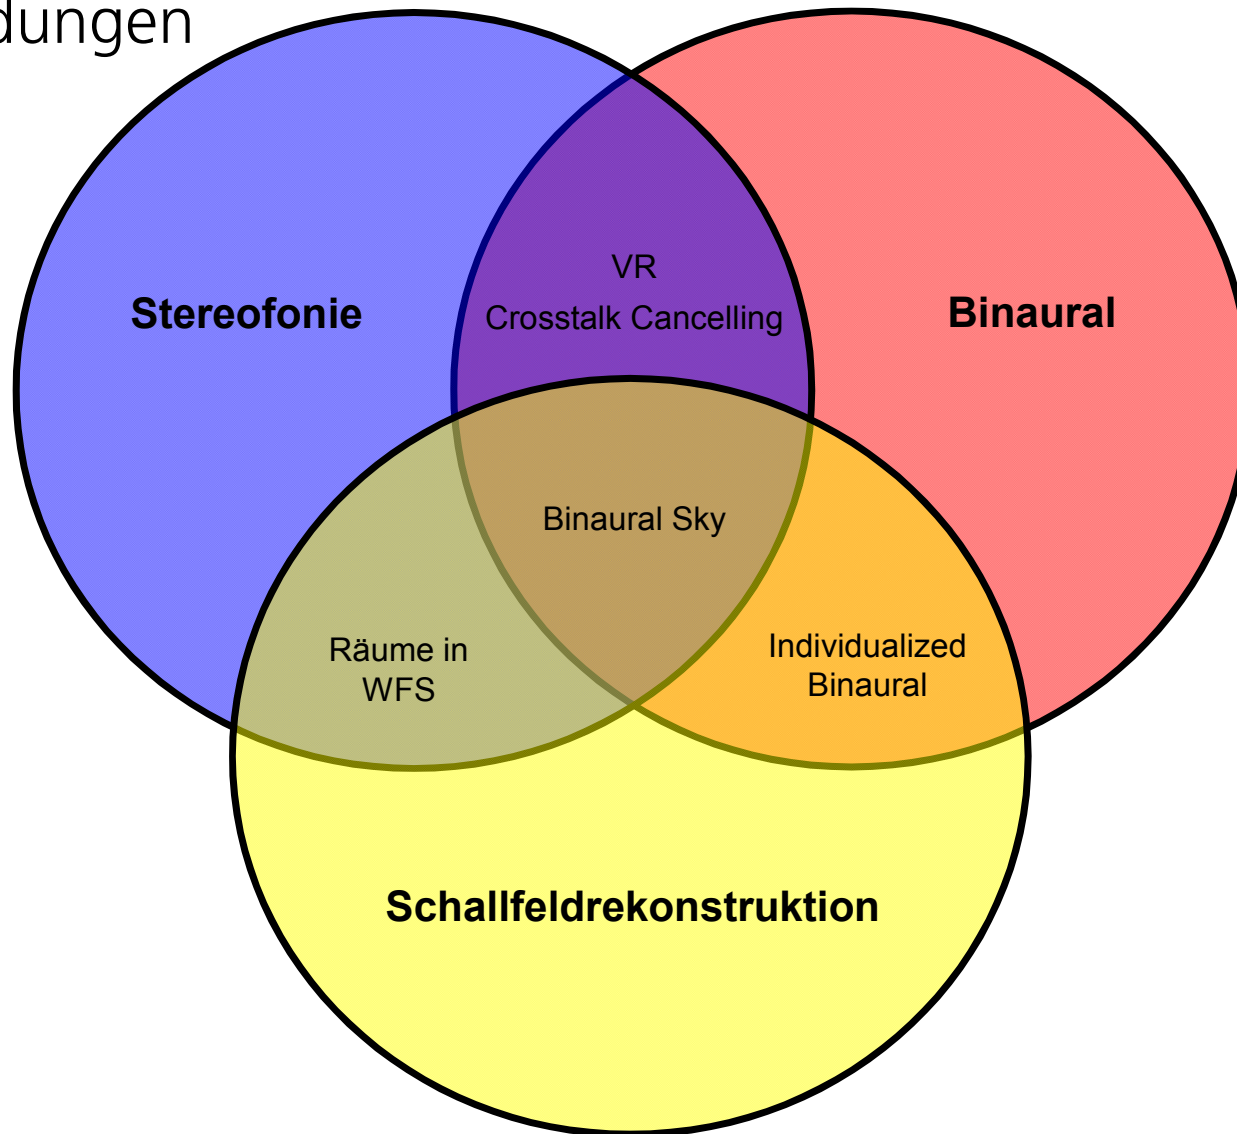 dungen
VR
Crosstalk Cancelling
Stereofonie
Binaural
Binaural Sky
Räume in
WFS
Individualized
Binaural
Schallfeldrekonstruktion